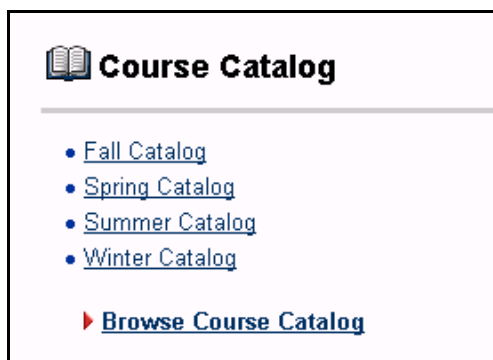 Course Catalog
Fall Catalog
Spring Catalog
Summer Catalog
Winter Catalog
Browse Course Catalog